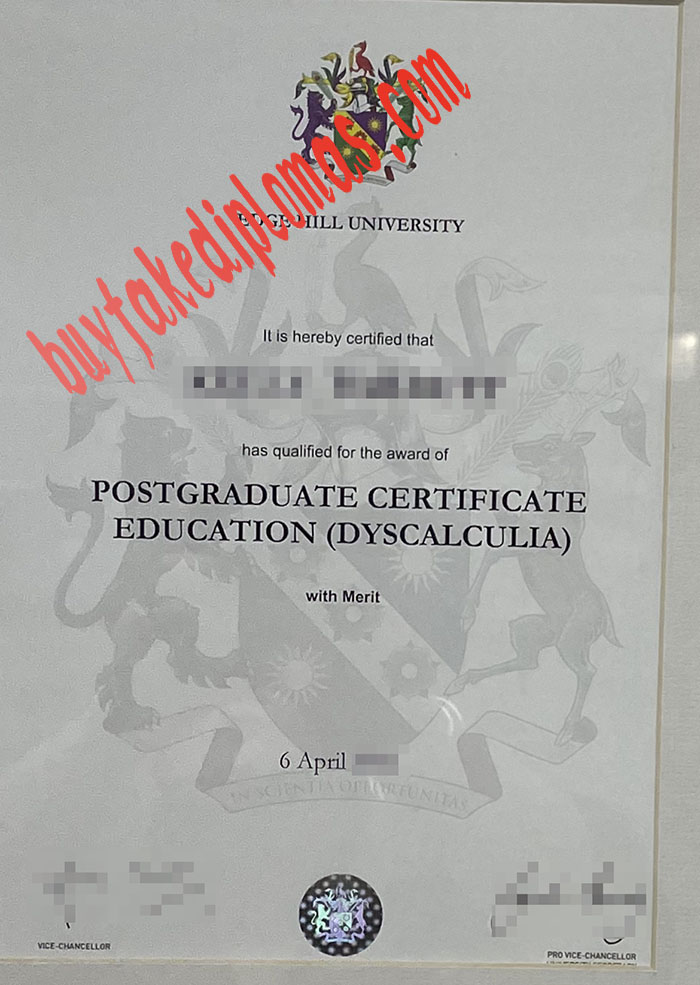 buyfakediplomas.com
EDGE HILL UNIVERSITY
It is hereby certified that
has qualified for the award of
POSTGRADUATE CERTIFICATE
EDUCATION (DYSCALCULIA)
with Merit
6 April
IN SCIENTIA OPPORTUNITAS
VICE-CHANCELLOR
PRO VICE-CHANCELLOR